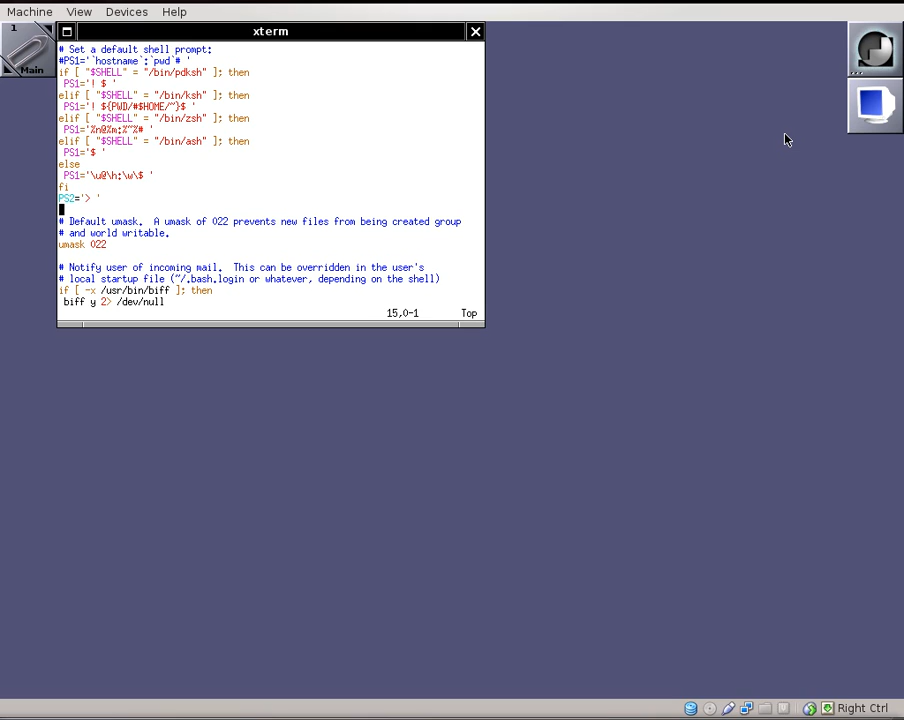 Machine View Devices Help
1
Main
xterm
# Set a default shell prompt:
#PS1='`hostname`:`pwd`# '
if [ "$SHELL" = "/bin/pdksh" ]; then
PS1='! $ '
elif [ "$SHELL" = "/bin/ksh" ]; then
PS1='! ${PWD/#$HOME/~}$ '
elif [ "$SHELL" = "/bin/zsh" ]; then
PS1='%n@%m:%~%# '
elif [ "$SHELL" = "/bin/ash" ]; then
PS1='$ '
else
PS1='\u@\h:\w\$ '
fi
PS2='> '
# Default umask.  A umask of 022 prevents new files from being created group
# and world writable.
umask 022
# Notify user of incoming mail.  This can be overridden in the user's
# local startup file (~/.bash.login or whatever, depending on the shell)
if [ -x /usr/bin/biff ]; then
biff y 2> /dev/null
15,0-1 Top
Right Ctrl